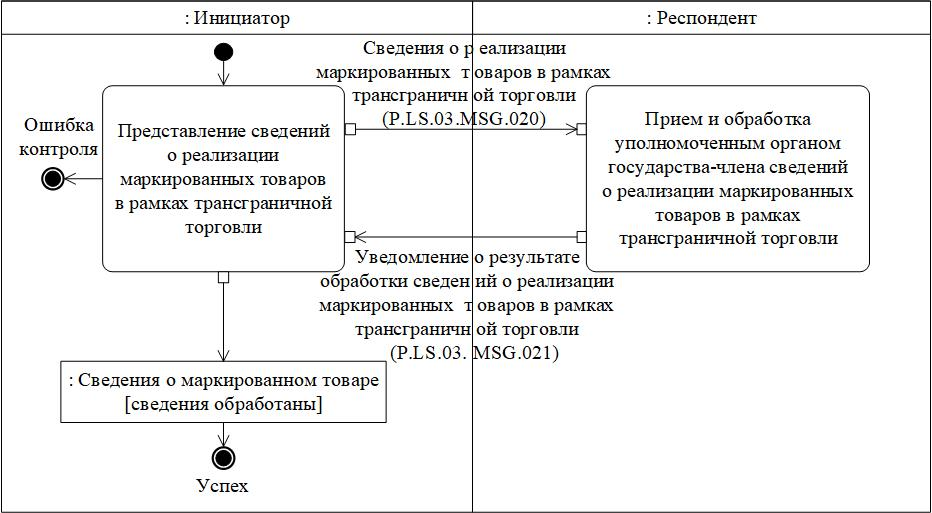 : Инициатор
: Респондент
Сведения о реализации
маркированных товаров в рамках
трансграничной торговли
(P.LS.03.MSG.020)
Ошибка
контроля
Представление сведений
о реализации
маркированных товаров
в рамках трансграничной
торговли
Прием и обработка
уполномоченным органом
государства-члена сведений
о реализации маркированных
товаров в рамках
трансграничной торговли
Уведомление о результате
обработки сведений о реализации
маркированных товаров в рамках
трансграничной торговли
(P.LS.03. MSG.021)
: Сведения о маркированном товаре
[сведения обработаны]
Успех